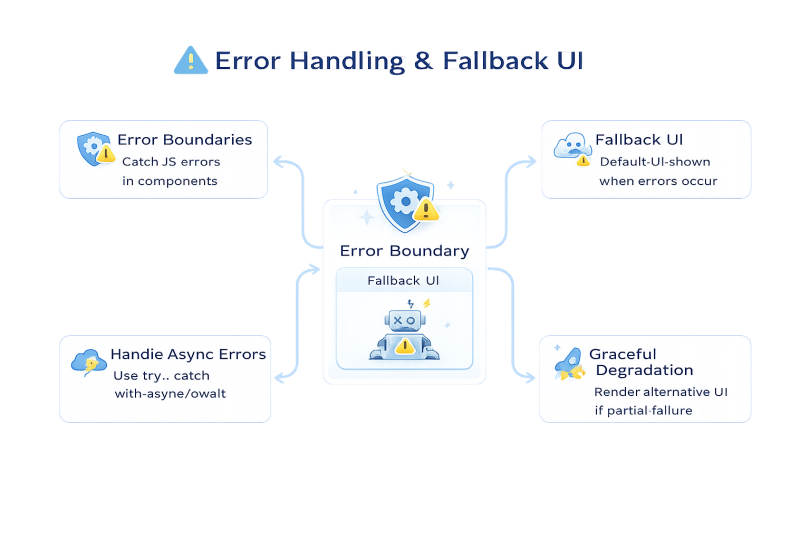 Error Handling & Fallback UI
Error Boundaries
Catch JS errors
in components
Fallback UI
Default-UI-shown
when errors occur
Error Boundary
Fallback UI
Handie Async Errors
Use try.. catch
with-asyne/owalt
Graceful
Degradation
Render alternative UI
if partial-fallure